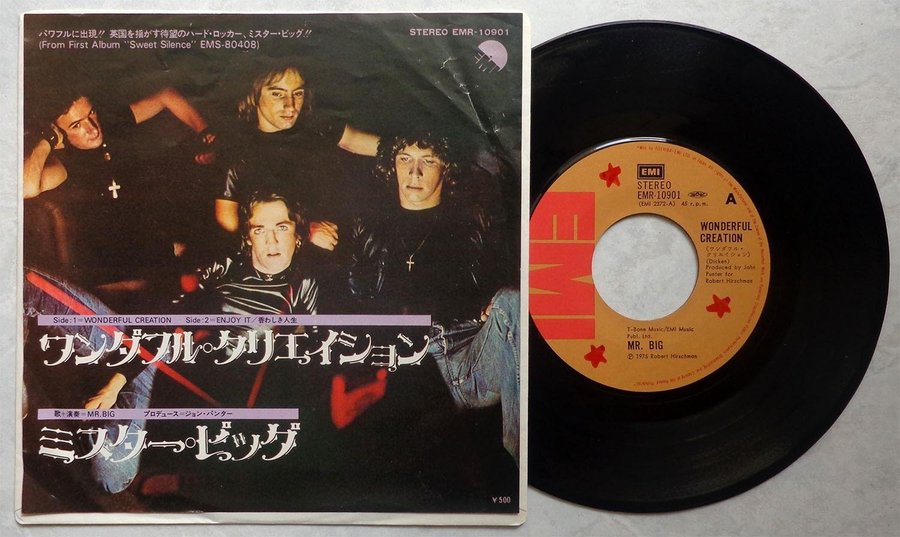 パワフルに出現!! 英国を揺がす待望のハード・ロッカー、ミスター・ビッグ!!
(From First Album "Sweet Silence" EMS-80408)
STEREO EMR-10901
Side:1=WONDERFUL CREATION Side:2=ENJOY IT/香わしき人生
ワンダフル・クリエイション
歌+演奏=MR.BIG プロデュース=ジョン・パンター
ミスター・ビッグ
¥500
EMI
EMI
STEREO
EMR-10901
(EMI 2372-A) 45 r.p.m.
A
WONDERFUL
CREATION
(ワンダフル・
クリエイション)
(Dicken)
Produced by John
Punter for
Robert Hirschman
T-Bone Music/EMI Music
Publ. Ltd.
MR. BIG
Ⓟ 1975 Robert Hirschman